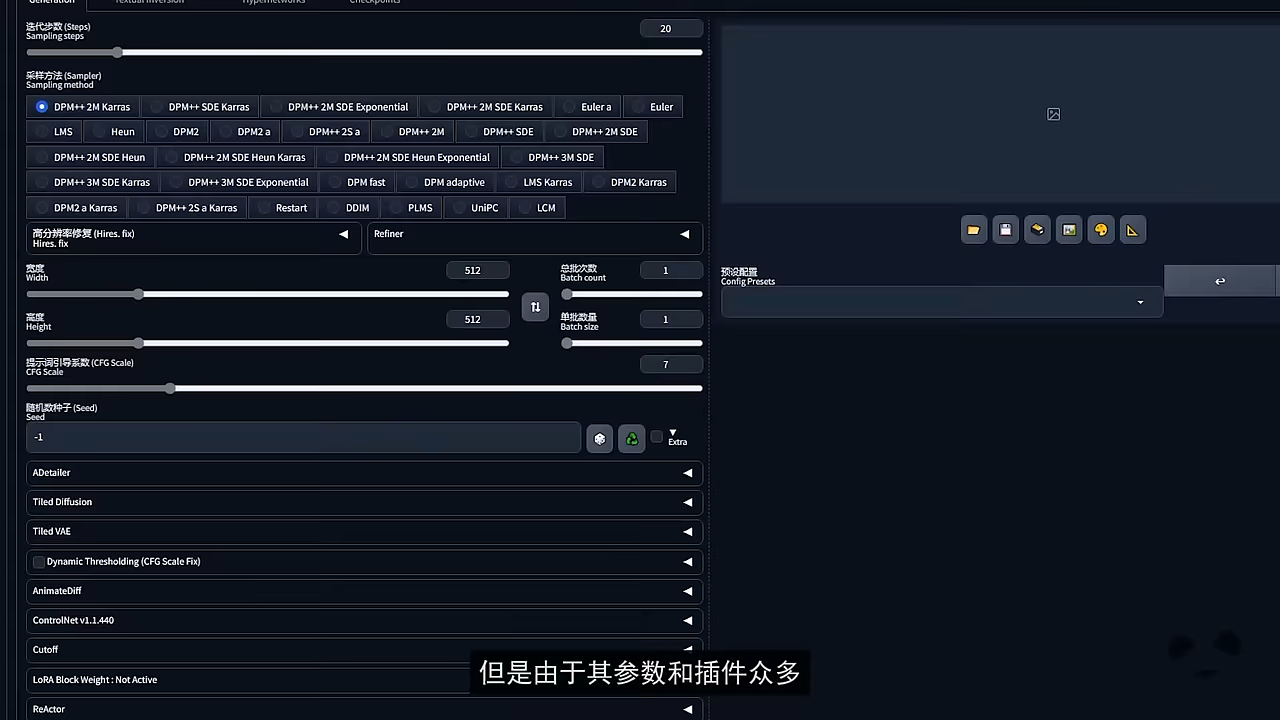 Generation Textual Inversion Hypernetworks Checkpoints
迭代步数 (Steps)
Sampling steps
20
采样方法 (Sampler)
Sampling method
DPM++ 2M Karras DPM++ SDE Karras DPM++ 2M SDE Exponential DPM++ 2M SDE Karras Euler a Euler
LMS Heun DPM2 DPM2 a DPM++ 2S a DPM++ 2M DPM++ SDE DPM++ 2M SDE
DPM++ 2M SDE Heun DPM++ 2M SDE Heun Karras DPM++ 2M SDE Heun Exponential DPM++ 3M SDE
DPM++ 3M SDE Karras DPM++ 3M SDE Exponential DPM fast DPM adaptive LMS Karras DPM2 Karras
DPM2 a Karras DPM++ 2S a Karras Restart DDIM PLMS UniPC LCM
高分辨率修复 (Hires. fix)
Hires. fix
Refiner
宽度
Width
512
总批次数
Batch count
1
高度
Height
512
单批数量
Batch size
1
提示词引导系数 (CFG Scale)
CFG Scale
7
随机数种子 (Seed)
Seed
-1
Extra
ADetailer
Tiled Diffusion
Tiled VAE
Dynamic Thresholding (CFG Scale Fix)
AnimateDiff
ControlNet v1.1.440
Cutoff
LoRA Block Weight : Not Active
ReActor
预设配置
Config Presets
但是由于其参数和插件众多